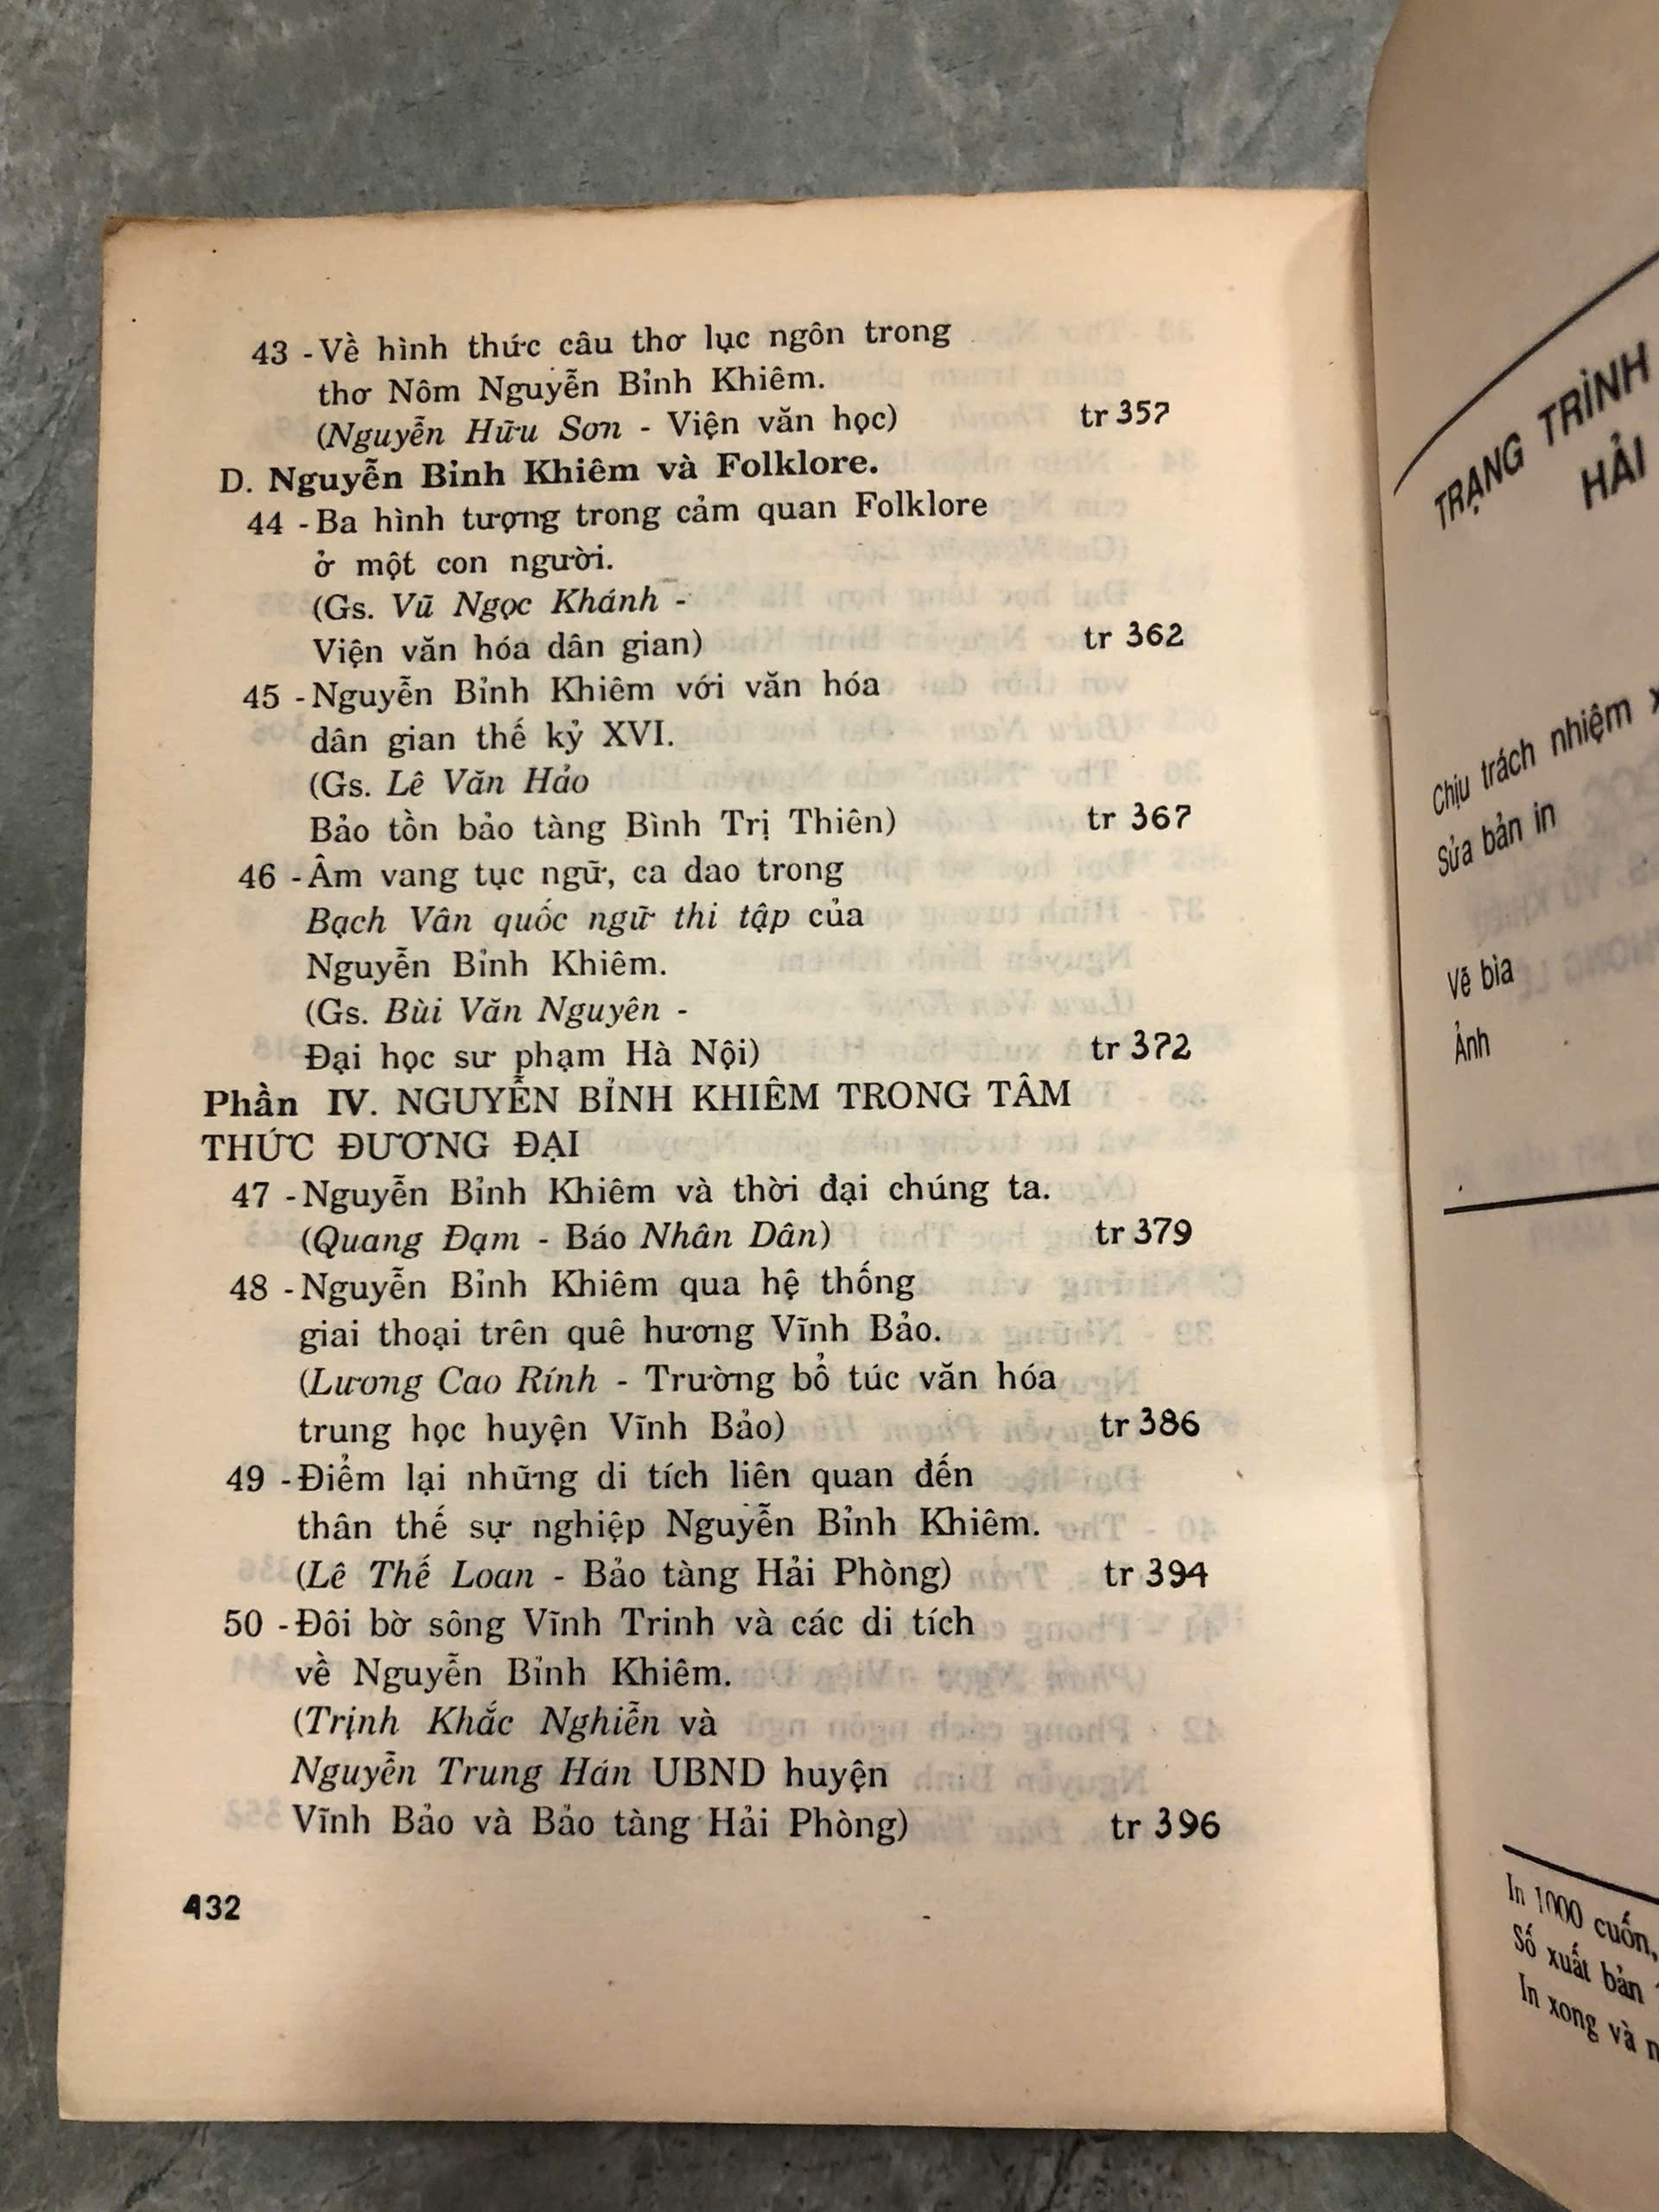 43 - Về hình thức câu thơ lục ngôn trong
thơ Nôm Nguyễn Bỉnh Khiêm.
(Nguyễn Hữu Sơn - Viện văn học) tr 357
D. Nguyễn Bỉnh Khiêm và Folklore.
44 - Ba hình tượng trong cảm quan Folklore
ở một con người.
(Gs. Vũ Ngọc Khánh -
Viện văn hóa dân gian) tr 362
45 - Nguyễn Bỉnh Khiêm với văn hóa
dân gian thế kỷ XVI.
(Gs. Lê Văn Hảo
Bảo tồn bảo tàng Bình Trị Thiên) tr 367
46 - Âm vang tục ngữ, ca dao trong
Bạch Vân quốc ngữ thi tập của
Nguyễn Bỉnh Khiêm.
(Gs. Bùi Văn Nguyên -
Đại học sư phạm Hà Nội) tr 372
Phần IV. NGUYỄN BỈNH KHIÊM TRONG TÂM
THỨC ĐƯƠNG ĐẠI
47 - Nguyễn Bỉnh Khiêm và thời đại chúng ta.
(Quang Đạm - Báo Nhân Dân) tr 379
48 - Nguyễn Bỉnh Khiêm qua hệ thống
giai thoại trên quê hương Vĩnh Bảo.
(Lương Cao Rính - Trường bổ túc văn hóa
trung học huyện Vĩnh Bảo) tr 386
49 - Điểm lại những di tích liên quan đến
thân thế sự nghiệp Nguyễn Bỉnh Khiêm.
(Lê Thế Loan - Bảo tàng Hải Phòng) tr 394
50 - Đôi bờ sông Vĩnh Trinh và các di tích
về Nguyễn Bỉnh Khiêm.
(Trịnh Khắc Nghiễn và
Nguyễn Trung Hán UBND huyện
Vĩnh Bảo và Bảo tàng Hải Phòng) tr 396
432
TRẠNG TRÌNH
HẢI
Chịu trách nhiệm
Sửa bản in
Vẽ bìa
Ảnh
In 1000 cuốn,
Số xuất bản
In xong và